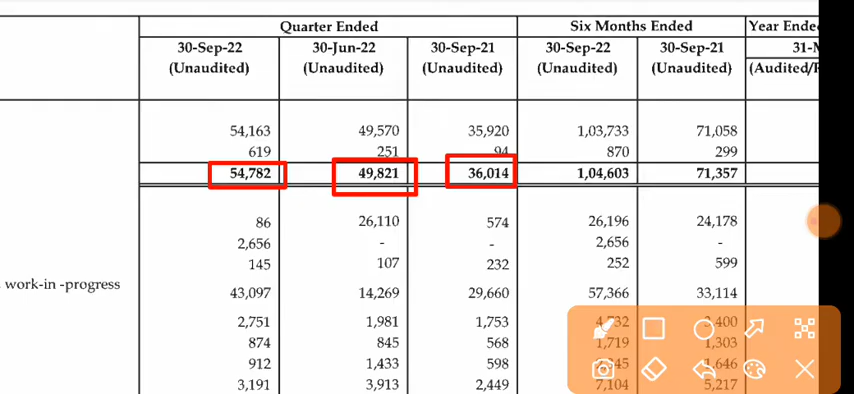 Quarter Ended Six Months Ended Year Ende
30-Sep-22 30-Jun-22 30-Sep-21 30-Sep-22 30-Sep-21 31-M
(Unaudited) (Unaudited) (Unaudited) (Unaudited) (Unaudited) (Audited/
54,163 49,570 35,920 1,03,733 71,058
619 251 94 870 299
54,782 49,821 36,014 1,04,603 71,357
86 26,110 574 26,196 24,178
2,656 - - 2,656 -
145 107 232 252 599
work-in -progress
43,097 14,269 29,660 57,366 33,114
2,751 1,981 1,753 4,732 3,400
874 845 568 1,719 1,303
912 1,433 598 1,646
3,191 3,913 2,449 7,104 5,217